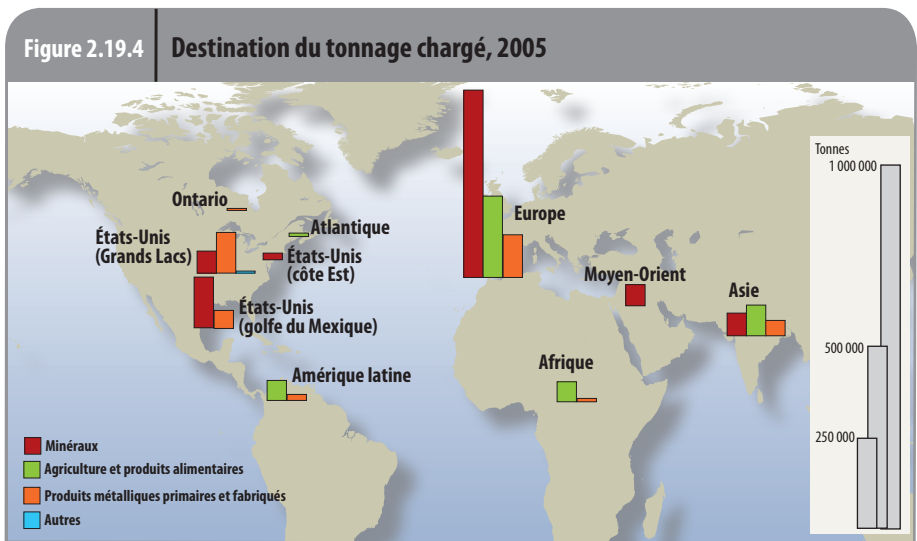 Figure 2.19.4
Destination du tonnage chargé, 2005
Tonnes
1 000 000
500 000
250 000
Ontario
Atlantique
États-Unis
(Grands Lacs)
États-Unis
(côte Est)
États-Unis
(golfe du Mexique)
Amérique latine
Europe
Moyen-Orient
Asie
Afrique
Minéraux
Agriculture et produits alimentaires
Produits métalliques primaires et fabriqués
Autres